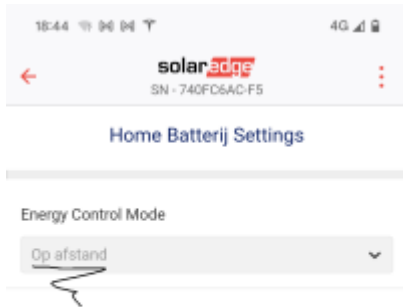 18:44 4G
solaredge
SN - 740FC6AC-F5
Home Batterij Settings
Energy Control Mode
Op afstand